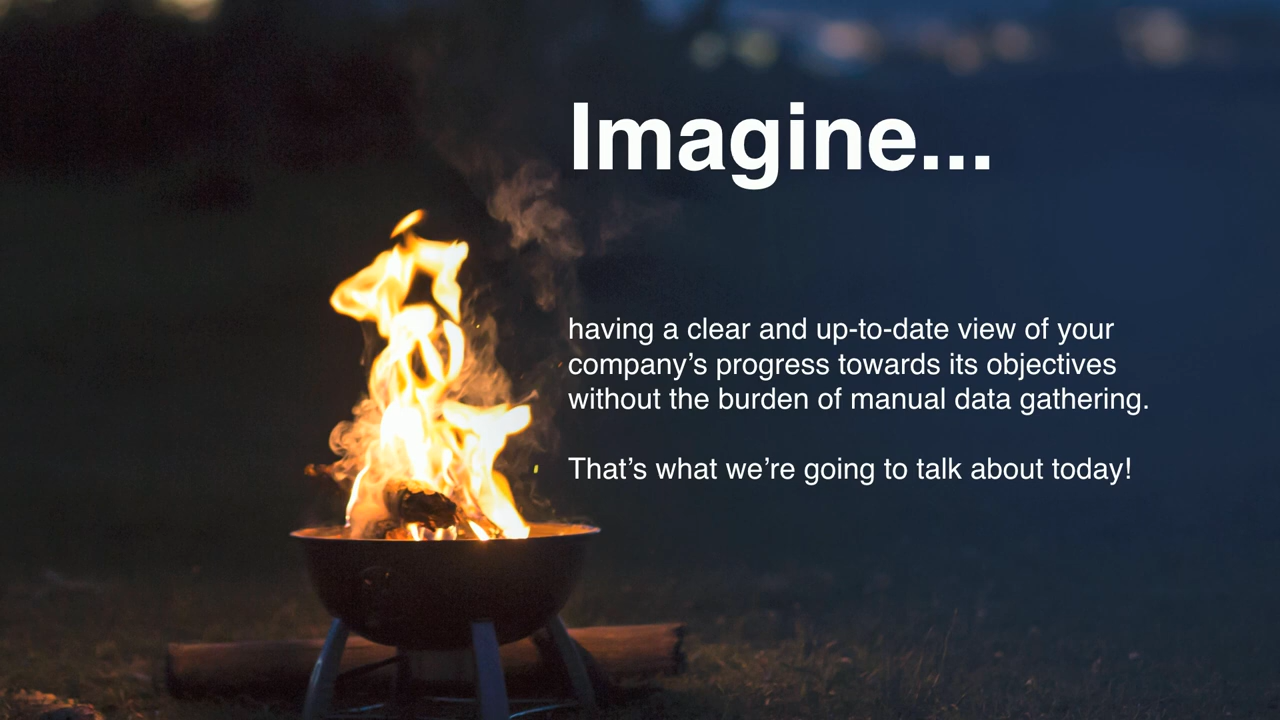 Imagine...
having a clear and up-to-date view of your
company’s progress towards its objectives
without the burden of manual data gathering.
That’s what we’re going to talk about today!